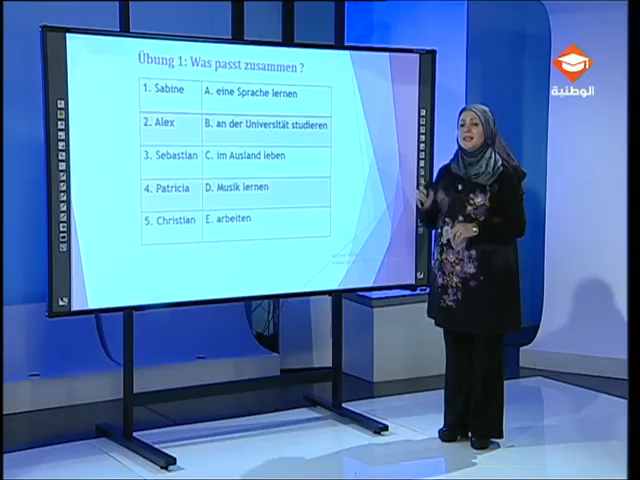 Übung 1: Was passt zusammen ?
1. Sabine A. eine Sprache lernen
2. Alex B. an der Universität studieren
3. Sebastian C. im Ausland leben
4. Patricia D. Musik lernen
5. Christian E. arbeiten
الوطنية